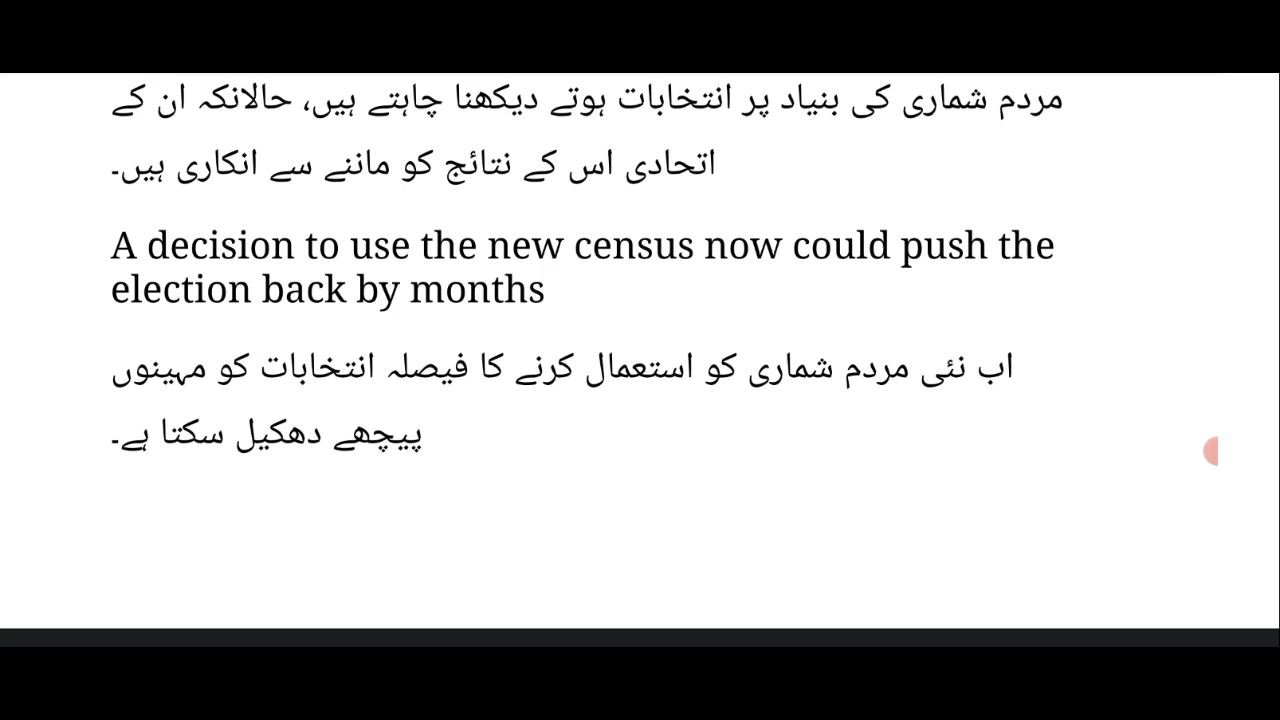 مردم شماری کی بنیاد پر انتخابات ہوتے دیکھنا چاہتے ہیں، حالانکہ ان کے
اتحادی اس کے نتائج کو ماننے سے انکاری ہیں۔
A decision to use the new census now could push the
election back by months
اب نئی مردم شماری کو استعمال کرنے کا فیصلہ انتخابات کو مہینوں
پیچھے دھکیل سکتا ہے۔